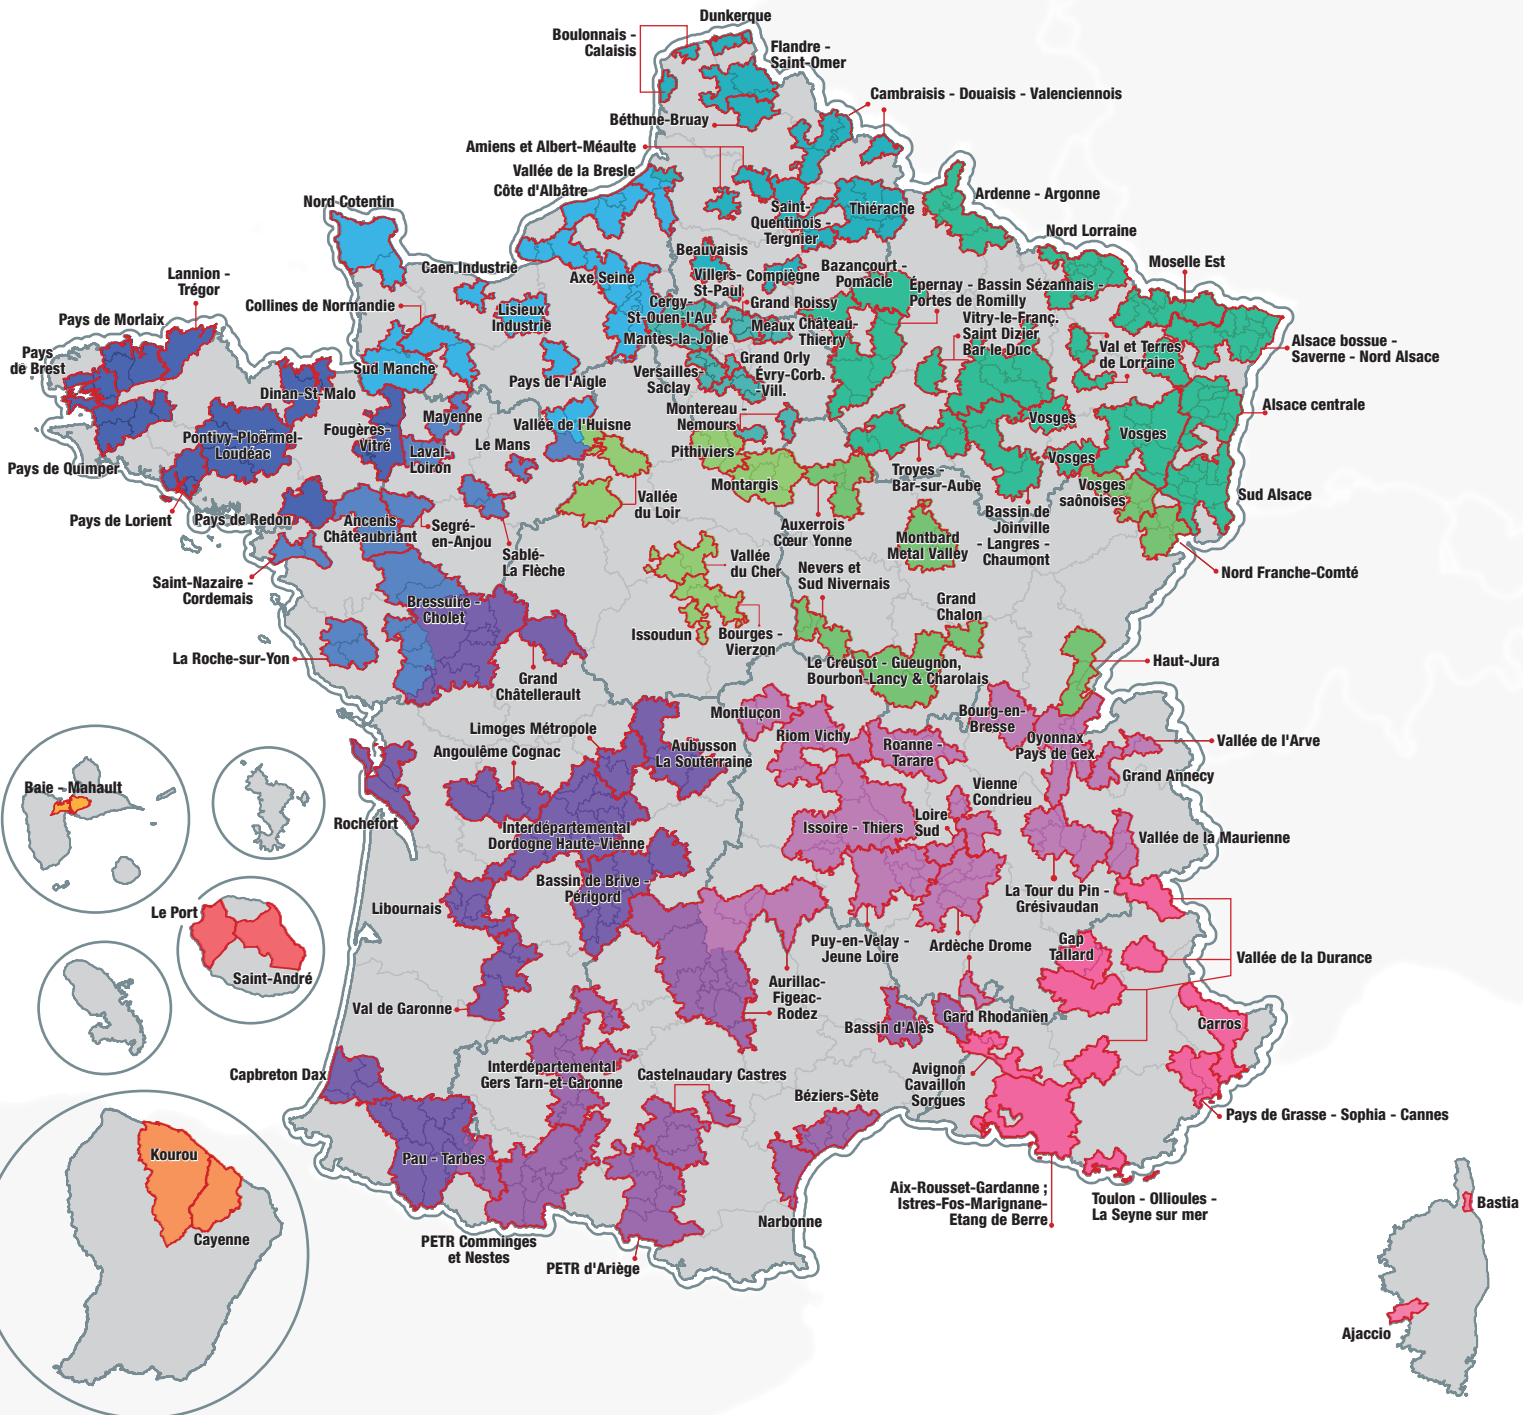 Dunkerque
Boulonnais -
Calaisis
Flandre -
Saint-Omer
Cambraisis - Douaisis - Valenciennois
Béthune-Bruay
Amiens et Albert-Méaulte
Vallée de la Bresle
Côte d'Albâtre
Ardenne - Argonne
Nord Cotentin
Saint-
Quentinois -
Tergnier
Thiérache
Nord Lorraine
Beauvaisis
Moselle Est
Lannion -
Trégor
Caen Industrie
Axe Seine
Villers-
St-Paul
Compiègne
Bazancourt -
Pomacle
Épernay - Bassin Sézannais -
Portes de Romilly
Collines de Normandie
Lisieux
Industrie
Cergy-
St-Ouen-l'Au.
Grand Roissy
Vitry-le-Franç.
Saint Dizier
Bar-le-Duc
Pays de Morlaix
Mantes-la-Jolie
Meaux
Château-
Thierry
Val et Terres
de Lorraine
Alsace bossue -
Saverne - Nord Alsace
Pays
de Brest
Sud Manche
Pays de l'Aigle
Versailles-
Saclay
Grand Orly
Évry-Corb.
-Vill.
Dinan-St-Malo
Mayenne
Vallée de l'Huisne
Montereau -
Nemours
Vosges
Alsace centrale
Pontivy-Ploërmel-
Loudéac
Fougères-
Vitré
Laval-
Loiron
Le Mans
Pithiviers
Vosges
Pays de Quimper
Montargis
Troyes -
Bar-sur-Aube
Vosges
Vosges
saônoises
Sud Alsace
Pays de Lorient
Pays de Redon
Ancenis
Châteaubriant
Segré-
en-Anjou
Vallée
du Loir
Auxerrois
Cœur Yonne
Bassin de
Joinville
- Langres -
Chaumont
Sablé-
La Flèche
Montbard
Metal Valley
Saint-Nazaire -
Cordemais
Vallée
du Cher
Nevers et
Sud Nivernais
Nord Franche-Comté
Bressuire -
Cholet
Issoudun
Bourges -
Vierzon
Grand
Chalon
La Roche-sur-Yon
Grand
Châtellerault
Le Creusot - Gueugnon,
Bourbon-Lancy & Charolais
Haut-Jura
Limoges Métropole
Montluçon
Bourg-en-
Bresse
Angoulême Cognac
Aubusson
La Souterraine
Riom Vichy
Roanne -
Tarare
Oyonnax
Pays de Gex
Vallée de l'Arve
Baie - Mahault
Grand Annecy
Vienne
Condrieu
Rochefort
Interdépartemental
Dordogne Haute-Vienne
Issoire - Thiers
Loire
Sud
Vallée de la Maurienne
Bassin de Brive -
Périgord
La Tour du Pin -
Grésivaudan
Le Port
Libournais
Puy-en-Velay -
Jeune Loire
Ardèche Drome
Gap
Tallard
Vallée de la Durance
Saint-André
Aurillac-
Figeac-
Rodez
Val de Garonne
Bassin d'Alès
Gard Rhodanien
Carros
Capbreton Dax
Interdépartemental
Gers Tarn-et-Garonne
Castelnaudary Castres
Béziers-Sète
Avignon
Cavaillon
Sorgues
Pays de Grasse - Sophia - Cannes
Kourou
Pau - Tarbes
Cayenne
Narbonne
Aix-Rousset-Gardanne ;
Istres-Fos-Marignane-
Etang de Berre
Toulon - Ollioules -
La Seyne sur mer
Bastia
PETR Comminges
et Nestes
PETR d'Ariège
Ajaccio